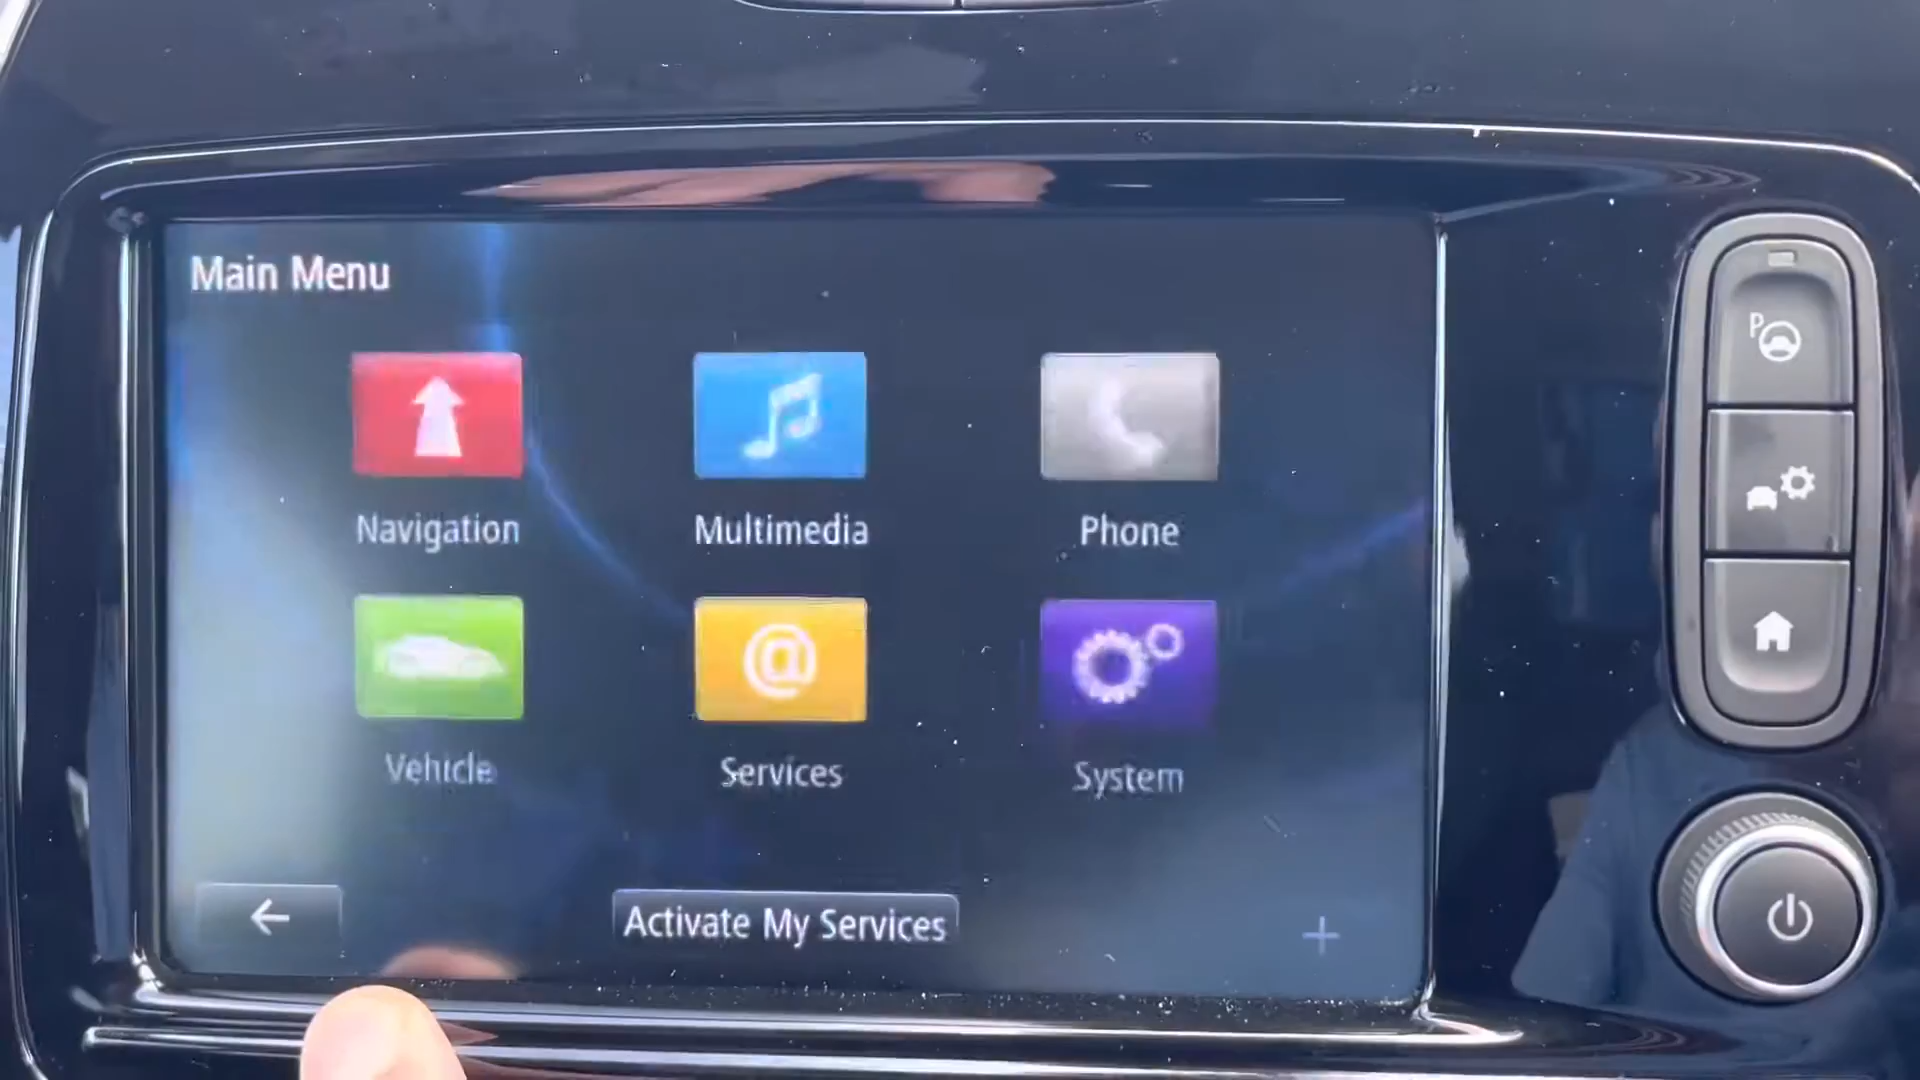 Main Menu
Navigation
Multimedia
Phone
Vehicle
@
Services
System
Activate My Services
P